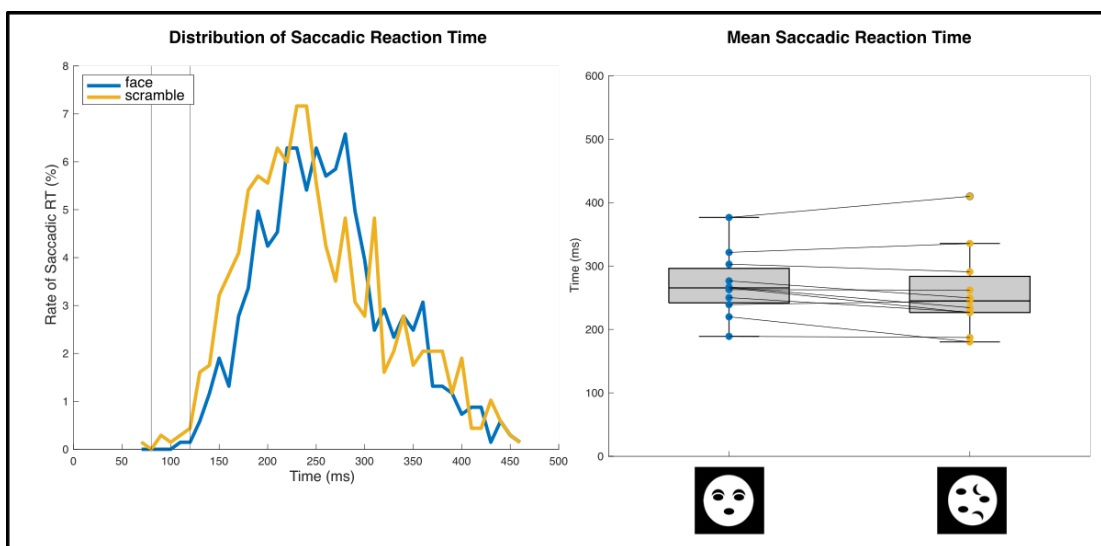 Distribution of Saccadic Reaction Time
8
7
6
5
4
3
2
1
0
Rate of Saccadic RT (%)
face
scramble
0 50 100 150 200 250 300 350 400 450 500
Time (ms)
Mean Saccadic Reaction Time
600
500
400
300
200
100
0
Time (ms)